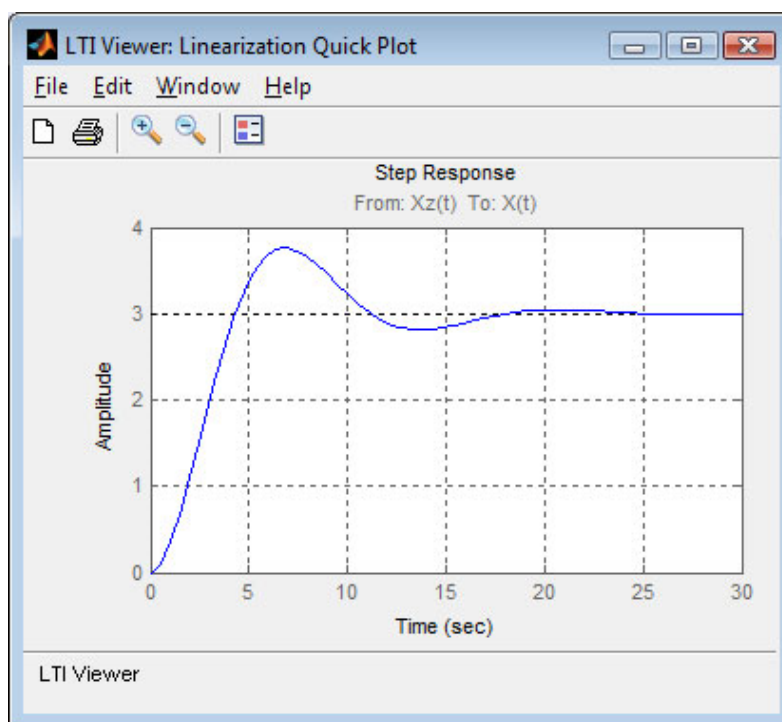 LTI Viewer: Linearization Quick Plot
File Edit Window Help
Step Response
From: Xz(t) To: X(t)
4
3
2
1
0
Amplitude
0 5 10 15 20 25 30
Time (sec)
LTI Viewer